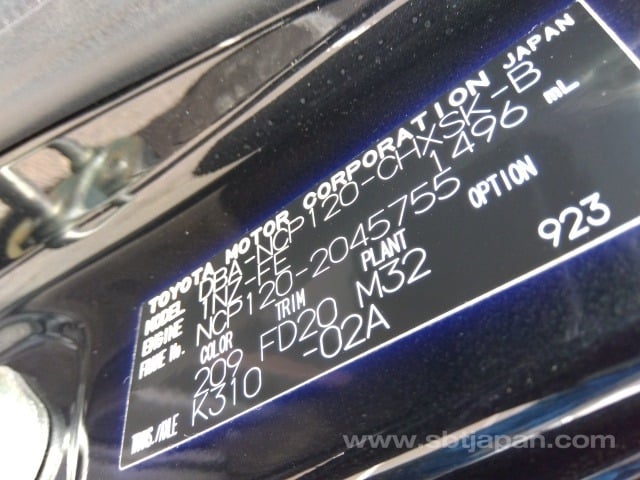 TOYOTA MOTOR CORPORATION JAPAN
MODEL DBA-NCP120-CHXSK-B
ENGINE 1NZ-FE 1496 mL
FRAME No. NCP120-2045755
COLOR TRIM PLANT OPTION
209 FD20 M32 923
TRANS./AXLE K310 -02A
www.sbtjapan.com